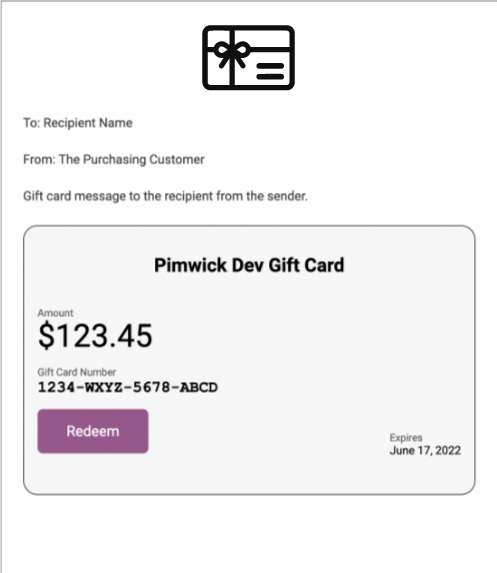 To: Recipient Name
From: The Purchasing Customer
Gift card message to the recipient from the sender.
Pimwick Dev Gift Card
Amount
$123.45
Gift Card Number
1234-WXYZ-5678-ABCD
Redeem
Expires
June 17, 2022